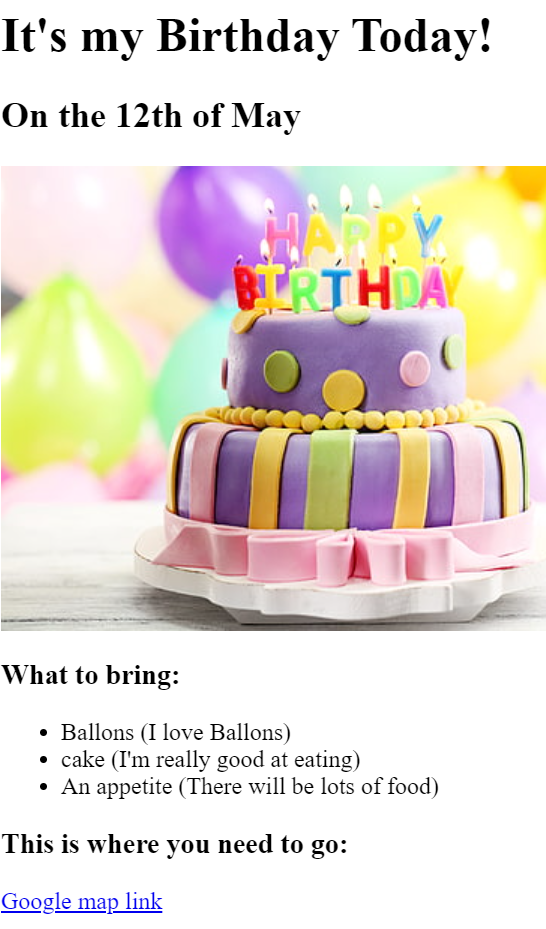 It's my Birthday Today!
On the 12th of May
HAPPY
BIRTHDAY
What to bring:
Ballons (I love Ballons)
cake (I'm really good at eating)
An appetite (There will be lots of food)
This is where you need to go:
Google map link